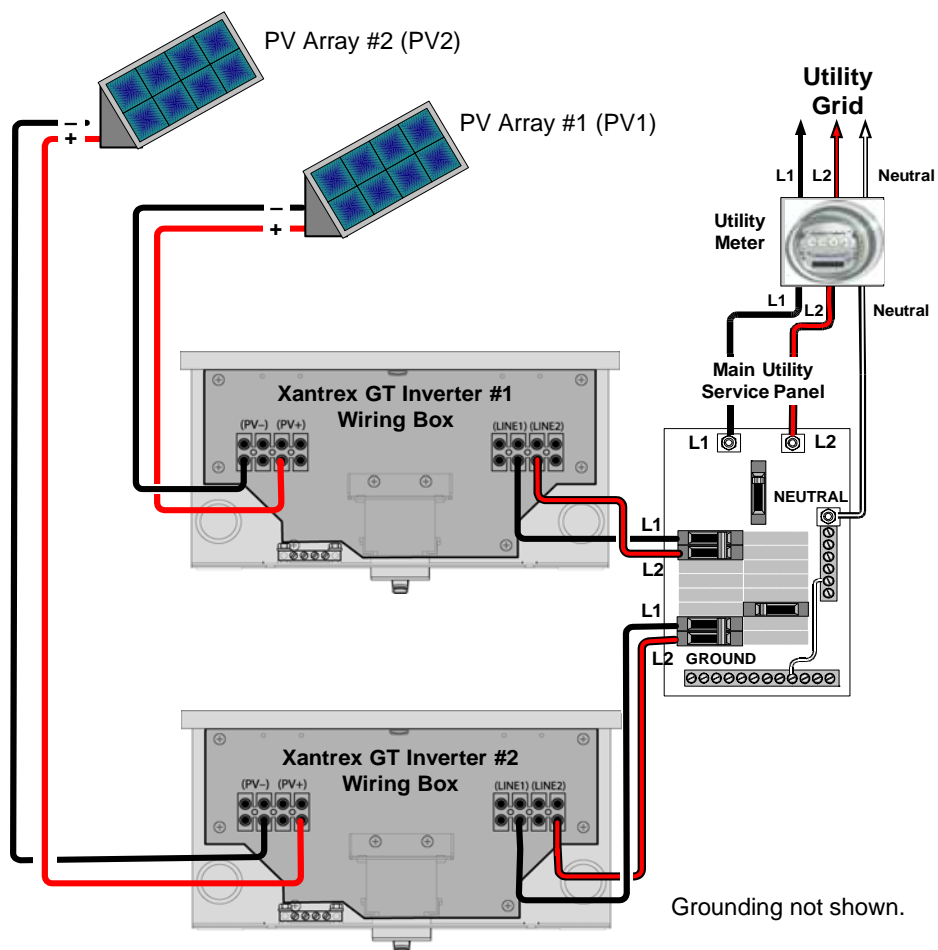 PV Array #2 (PV2)
–
+
PV Array #1 (PV1)
–
+
Utility
Grid
L1
L2
Neutral
Utility
Meter
L1
L2
Neutral
Main Utility
Service Panel
L1
L2
NEUTRAL
Xantrex GT Inverter #1
Wiring Box
(PV–) (PV+)
(LINE1) (LINE2)
L1
L2
L1
L2
GROUND
Xantrex GT Inverter #2
Wiring Box
(PV–) (PV+)
(LINE1) (LINE2)
Grounding not shown.